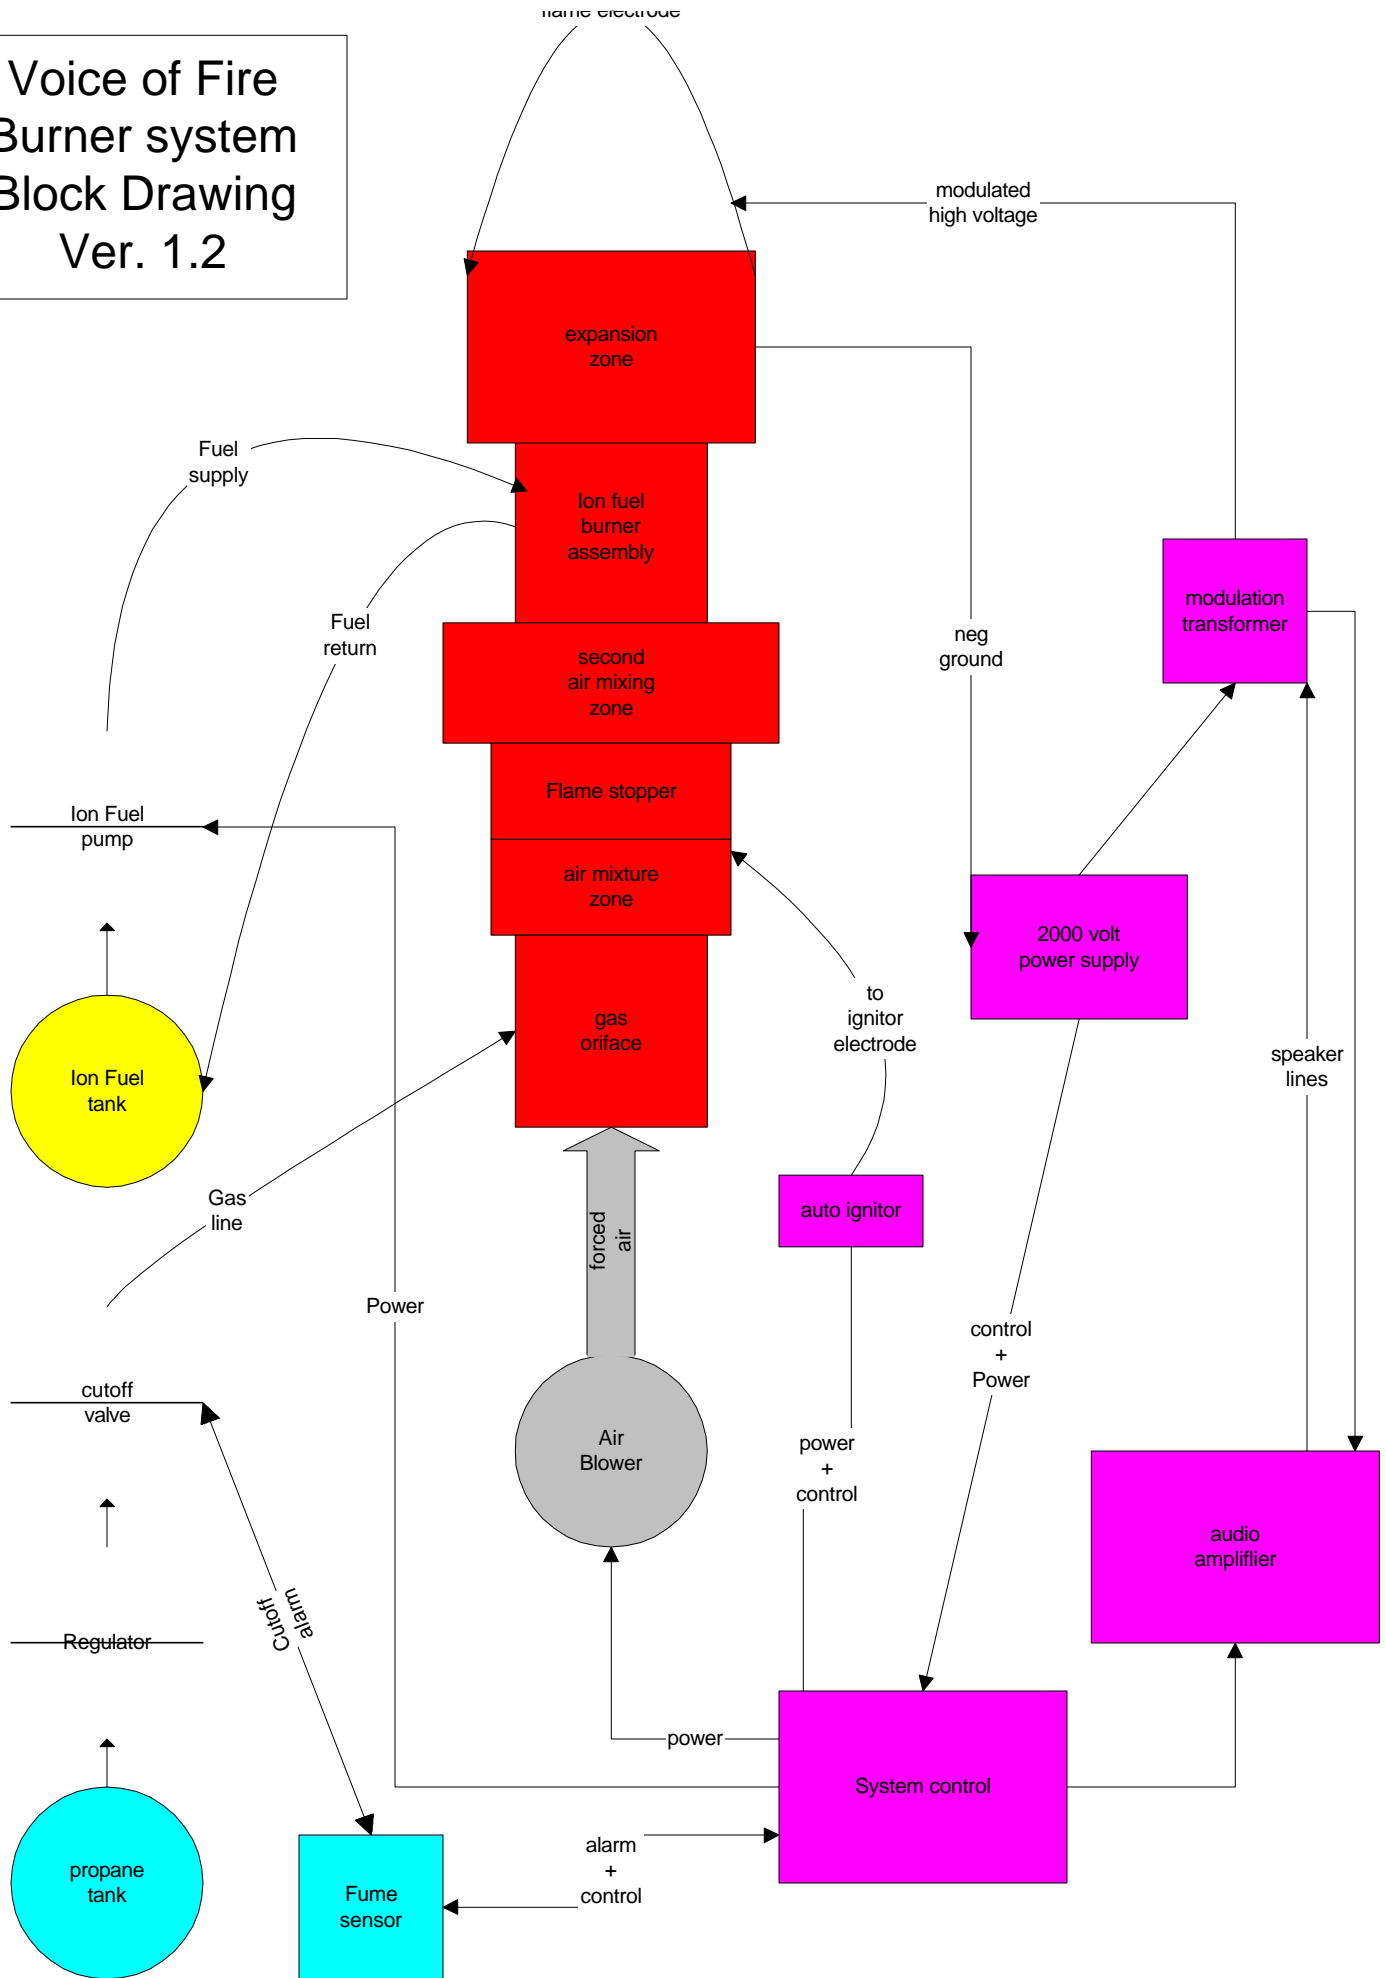 flame electrode
Voice of Fire
Burner system
Block Drawing
Ver. 1.2
modulated
high voltage
expansion
zone
Fuel
supply
Ion fuel
burner
assembly
modulation
transformer
Fuel
return
neg
ground
second
air mixing
zone
Flame stopper
Ion Fuel
pump
air mixture
zone
2000 volt
power supply
to
ignitor
electrode
gas
oriface
speaker
lines
Ion Fuel
tank
Gas
line
forced
air
auto ignitor
Power
control
+
Power
cutoff
valve
Air
Blower
power
+
control
audio
ampliflier
Cutoff
alarm
Regulator
power
System control
alarm
+
control
propane
tank
Fume
sensor